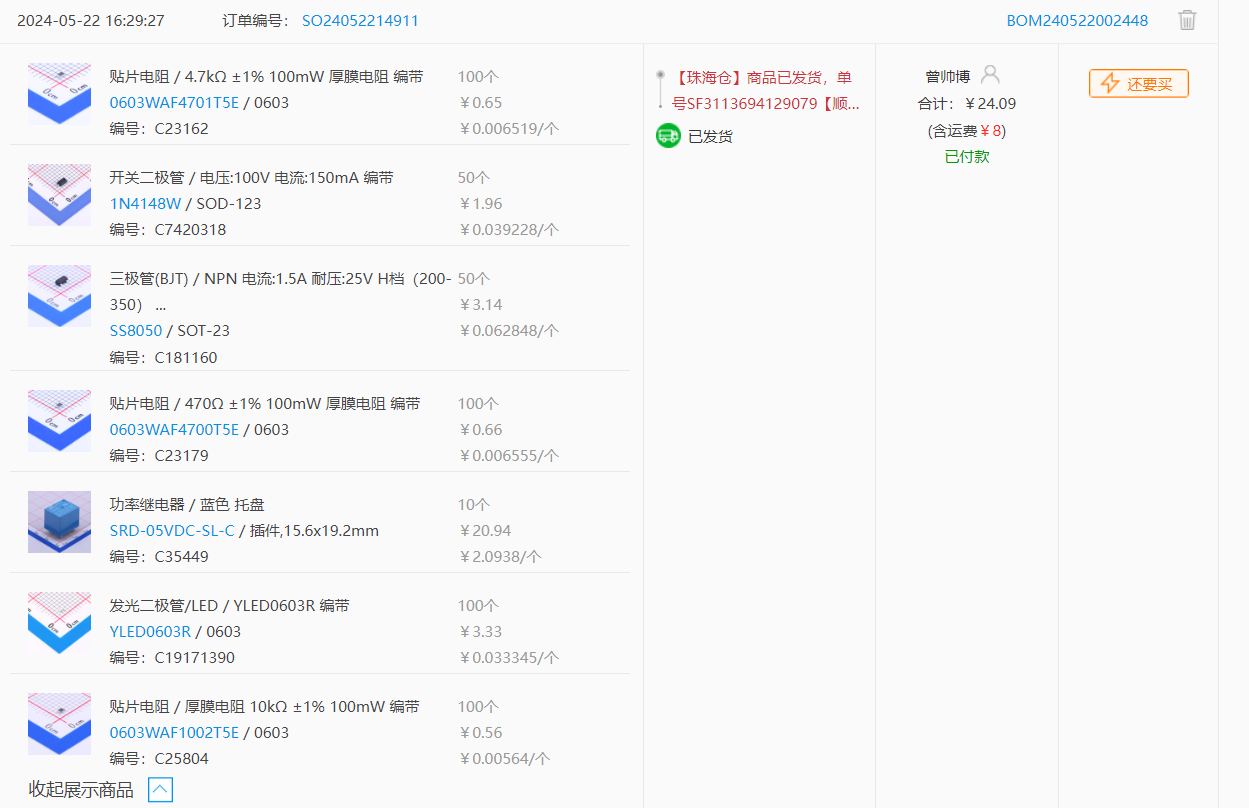 2024-05-22 16:29:27 订单编号： SO24052214911 BOM240522002448
贴片电阻 / 4.7kΩ ±1% 100mW 厚膜电阻 编带 100个
0603WAF4701T5E / 0603 ￥0.65
编号：C23162 ￥0.006519/个
开关二极管 / 电压:100V 电流:150mA 编带 50个
1N4148W / SOD-123 ￥1.96
编号：C7420318 ￥0.039228/个
三极管(BJT) / NPN 电流:1.5A 耐压:25V H档（200- 50个
350） ... ￥3.14
SS8050 / SOT-23 ￥0.062848/个
编号：C181160
贴片电阻 / 470Ω ±1% 100mW 厚膜电阻 编带 100个
0603WAF4700T5E / 0603 ￥0.66
编号：C23179 ￥0.006555/个
功率继电器 / 蓝色 托盘 10个
SRD-05VDC-SL-C / 插件,15.6x19.2mm ￥20.94
编号：C35449 ￥2.0938/个
发光二极管/LED / YLED0603R 编带 100个
YLED0603R / 0603 ￥3.33
编号：C19171390 ￥0.033345/个
贴片电阻 / 厚膜电阻 10kΩ ±1% 100mW 编带 100个
0603WAF1002T5E / 0603 ￥0.56
编号：C25804 ￥0.00564/个
收起展示商品
【珠海仓】商品已发货，单
号SF3113694129079【顺...
已发货
曾帅博
合计：￥24.09
(含运费￥8)
已付款
还要买